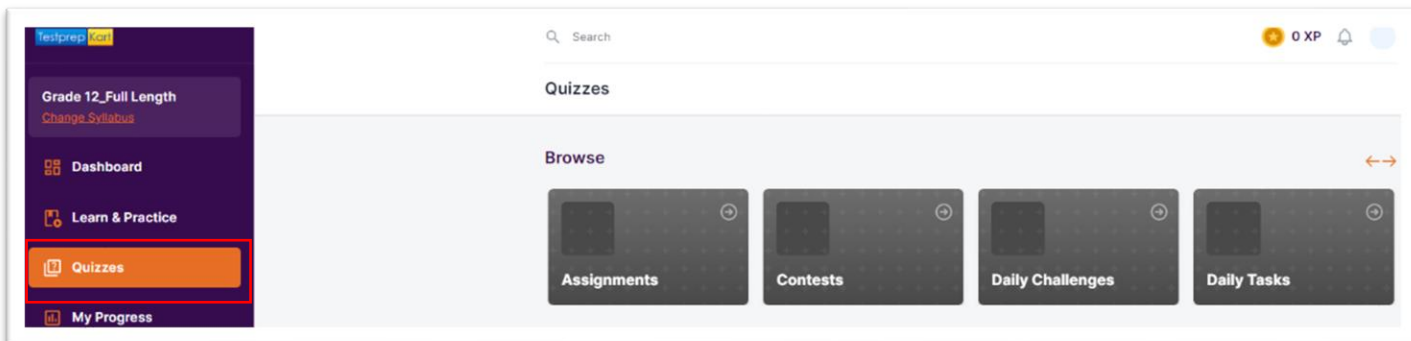 Testprep Kart
Grade 12_Full Length
Change Syllabus
Dashboard
Learn & Practice
Quizzes
My Progress
Search
0 XP
Quizzes
Browse
Assignments
Contests
Daily Challenges
Daily Tasks